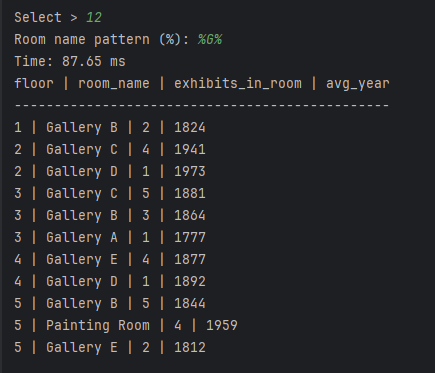 Select > 12
Room name pattern (%): %G%
Time: 87.65 ms
floor | room_name | exhibits_in_room | avg_year
-----------------------------------------------
1 | Gallery B | 2 | 1824
2 | Gallery C | 4 | 1941
2 | Gallery D | 1 | 1973
3 | Gallery C | 5 | 1881
3 | Gallery B | 3 | 1864
3 | Gallery A | 1 | 1777
4 | Gallery E | 4 | 1877
4 | Gallery D | 1 | 1892
5 | Gallery B | 5 | 1844
5 | Painting Room | 4 | 1959
5 | Gallery E | 2 | 1812